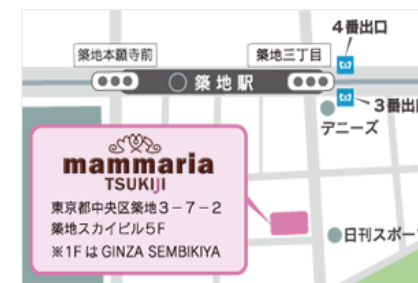 4番出口
築地本願寺前
築地三丁目
築地駅
3番出
デニーズ
mammaria
TSUKIJI
東京都中央区築地3-7-2
築地スカイビル5F
※1FはGINZA SEMBIKIYA
日刊スポー